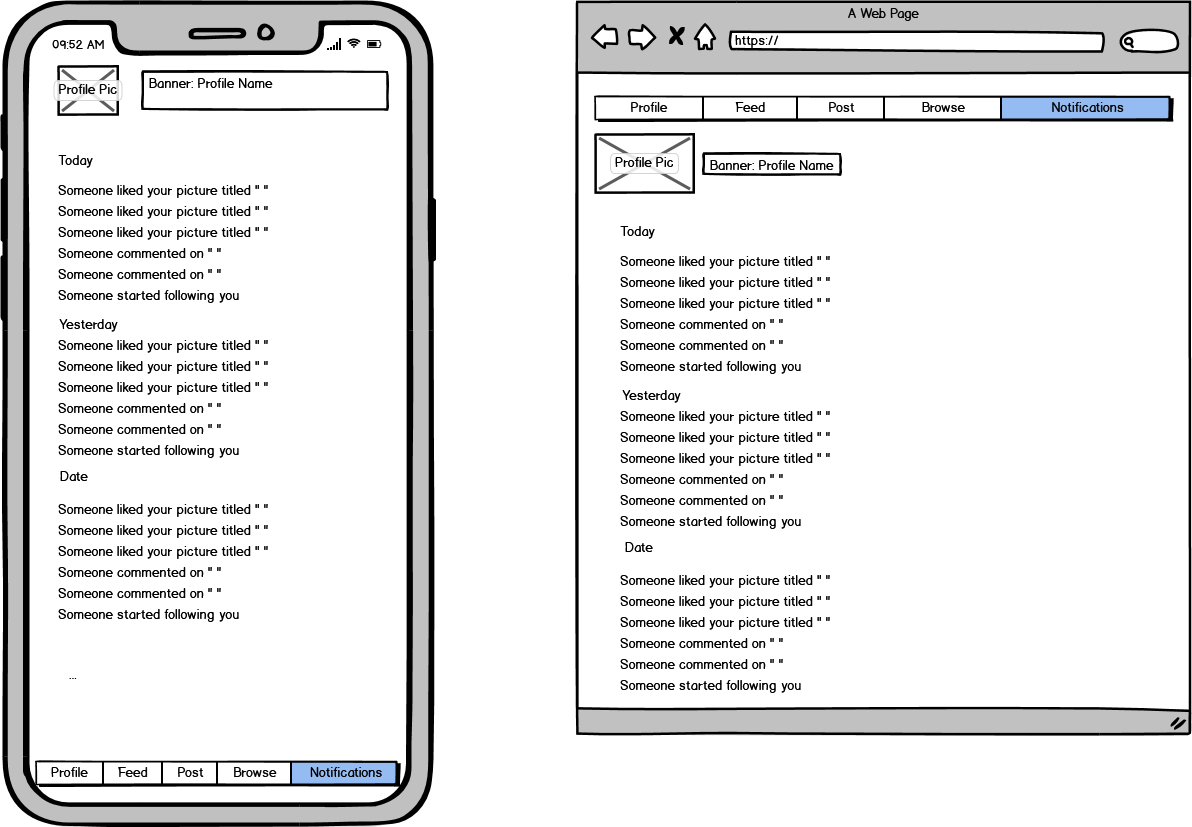 09:52 AM
Profile Pic
Banner: Profile Name
Today
Someone liked your picture titled " "
Someone liked your picture titled " "
Someone liked your picture titled " "
Someone commented on " "
Someone commented on " "
Someone started following you
Yesterday
Someone liked your picture titled " "
Someone liked your picture titled " "
Someone liked your picture titled " "
Someone commented on " "
Someone commented on " "
Someone started following you
Date
Someone liked your picture titled " "
Someone liked your picture titled " "
Someone liked your picture titled " "
Someone commented on " "
Someone commented on " "
Someone started following you
...
Profile Feed Post Browse Notifications
A Web Page
https://
Profile Feed Post Browse Notifications
Profile Pic
Banner: Profile Name
Today
Someone liked your picture titled " "
Someone liked your picture titled " "
Someone liked your picture titled " "
Someone commented on " "
Someone commented on " "
Someone started following you
Yesterday
Someone liked your picture titled " "
Someone liked your picture titled " "
Someone liked your picture titled " "
Someone commented on " "
Someone commented on " "
Someone started following you
Date
Someone liked your picture titled " "
Someone liked your picture titled " "
Someone liked your picture titled " "
Someone commented on " "
Someone commented on " "
Someone started following you